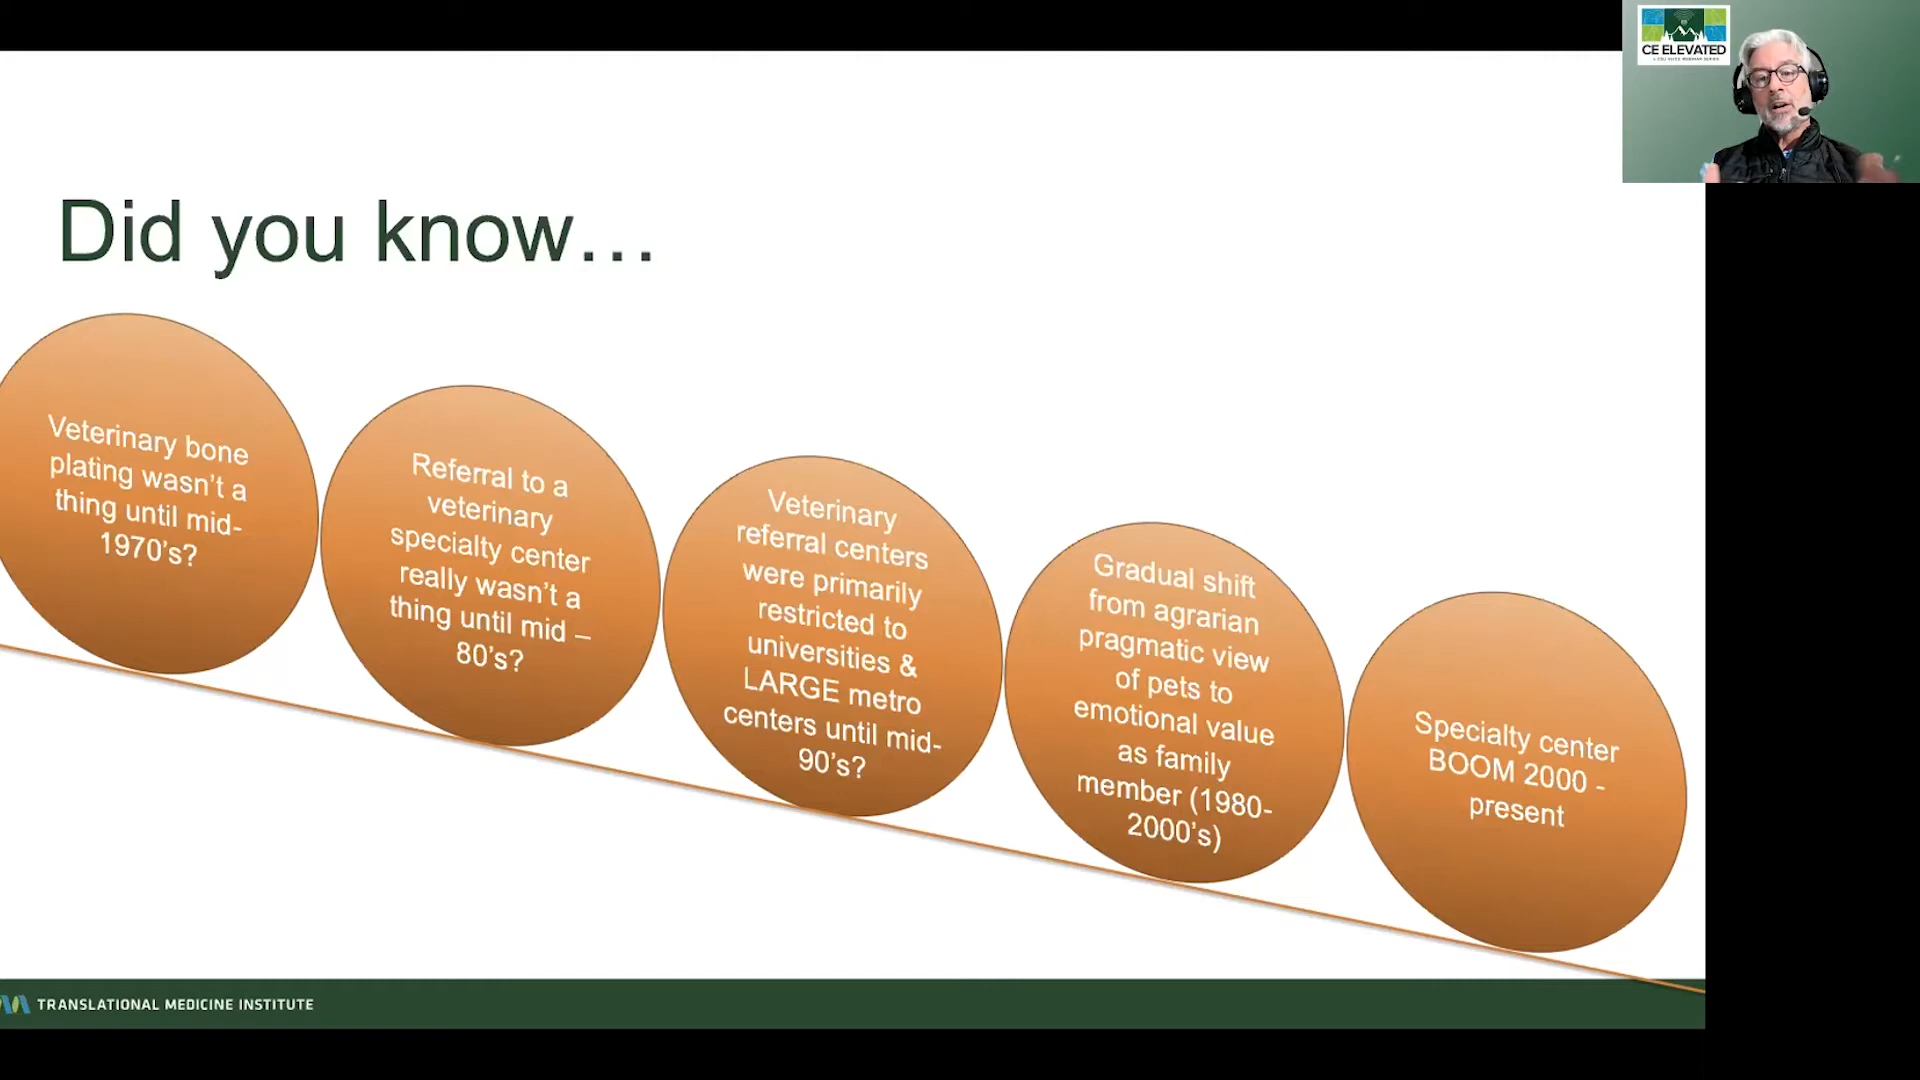 CE ELEVATED
Did you know…
Veterinary bone
plating wasn't a
thing until mid-
1970's?
Referral to a
veterinary
specialty center
really wasn't a
thing until mid –
80's?
Veterinary
referral centers
were primarily
restricted to
universities &
LARGE metro
centers until mid-
90's?
Gradual shift
from agrarian
pragmatic view
of pets to
emotional value
as family
member (1980-
2000's)
Specialty center
BOOM 2000 -
present
TRANSLATIONAL MEDICINE INSTITUTE